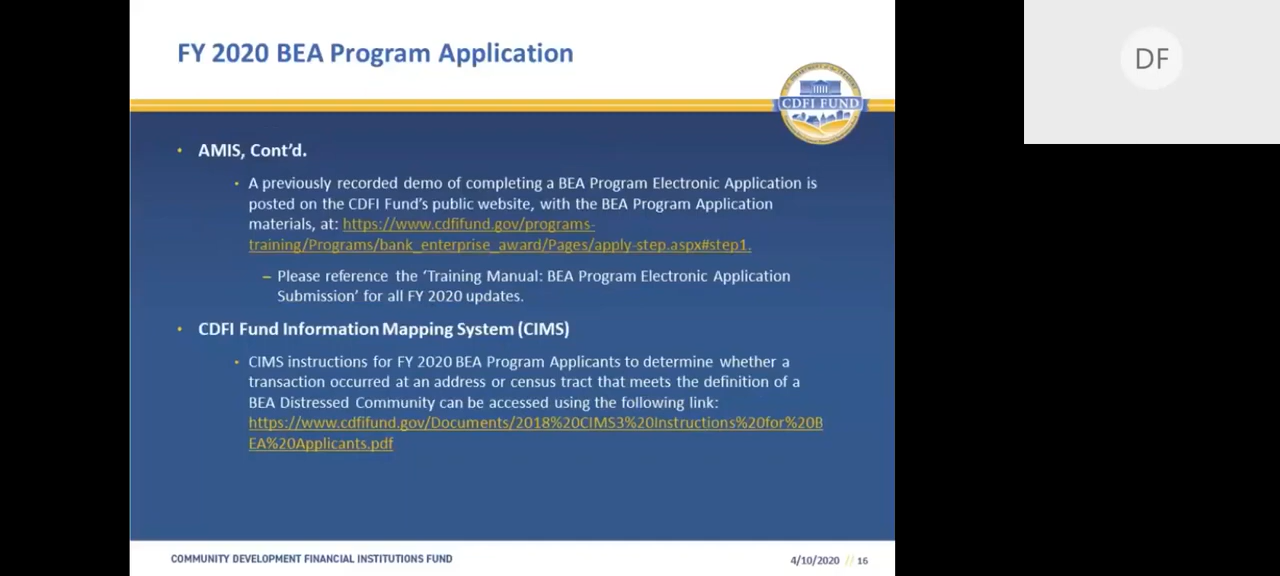 FY 2020 BEA Program Application
DF
CDFI FUND
• AMIS, Cont'd.
• A previously recorded demo of completing a BEA Program Electronic Application is
posted on the CDFI Fund's public website, with the BEA Program Application
materials, at: https://www.cdfifund.gov/programs-
training/Programs/bank_enterprise_award/Pages/apply-step.aspx#step1.
– Please reference the 'Training Manual: BEA Program Electronic Application
Submission' for all FY 2020 updates.
• CDFI Fund Information Mapping System (CIMS)
• CIMS instructions for FY 2020 BEA Program Applicants to determine whether a
transaction occurred at an address or census tract that meets the definition of a
BEA Distressed Community can be accessed using the following link:
https://www.cdfifund.gov/Documents/2018%20CIMS3%20Instructions%20for%20B
EA%20Applicants.pdf
COMMUNITY DEVELOPMENT FINANCIAL INSTITUTIONS FUND
4/10/2020 // 16